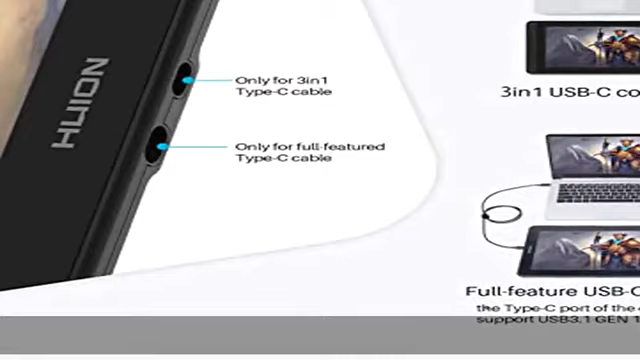 HUION
Only for 3in1
Type-C cable
Only for full-featured
Type-C cable
3in1 USB-C co
Full-feature USB-C
the Type-C port of the
support USB3.1 GEN 1